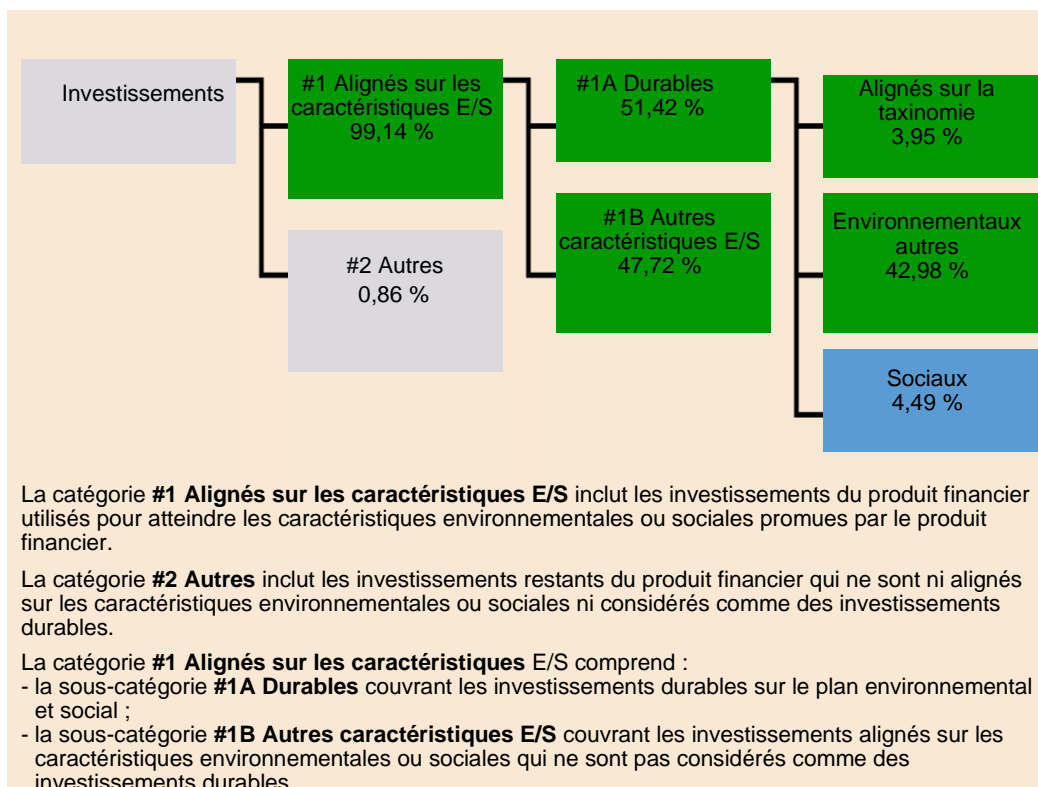 Investissements
#1 Alignés sur les
caractéristiques E/S
99,14 %
#2 Autres
0,86 %
#1A Durables
51,42 %
#1B Autres
caractéristiques E/S
47,72 %
Alignés sur la
taxinomie
3,95 %
Environnementaux
autres
42,98 %
Sociaux
4,49 %
La catégorie #1 Alignés sur les caractéristiques E/S inclut les investissements du produit financier
utilisés pour atteindre les caractéristiques environnementales ou sociales promues par le produit
financier.
La catégorie #2 Autres inclut les investissements restants du produit financier qui ne sont ni alignés
sur les caractéristiques environnementales ou sociales ni considérés comme des investissements
durables.
La catégorie #1 Alignés sur les caractéristiques E/S comprend :
- la sous-catégorie #1A Durables couvrant les investissements durables sur le plan environnemental
et social ;
- la sous-catégorie #1B Autres caractéristiques E/S couvrant les investissements alignés sur les
caractéristiques environnementales ou sociales qui ne sont pas considérés comme des
investissements durables